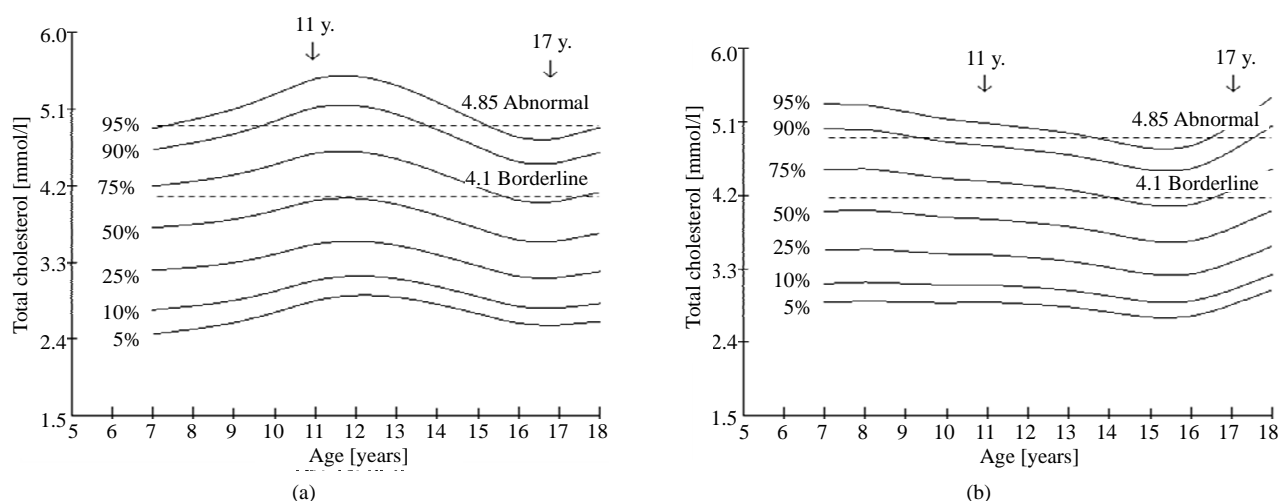 11 y.
17 y.
6.0
5.1
4.2
3.3
2.4
1.5
Total cholesterol [mmol/l]
95%
90%
75%
50%
25%
10%
5%
4.85 Abnormal
4.1 Borderline
5 6 7 8 9 10 11 12 13 14 15 16 17 18
Age [years]
(a)
11 y.
17 y.
6.0
5.1
4.2
3.3
2.4
1.5
Total cholesterol [mmol/l]
95%
90%
75%
50%
25%
10%
5%
4.85 Abnormal
4.1 Borderline
5 6 7 8 9 10 11 12 13 14 15 16 17 18
Age [years]
(b)